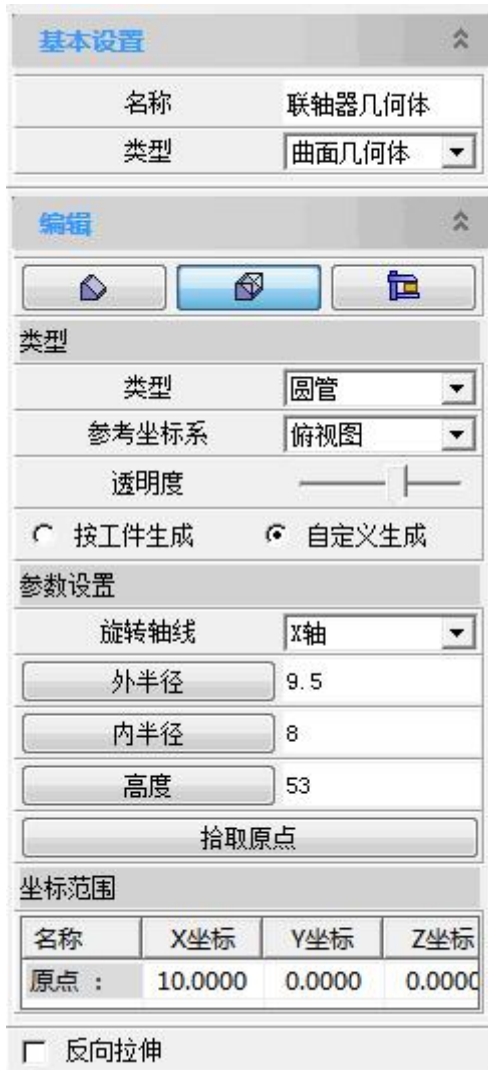 基本设置
名称 联轴器几何体
类型 曲面几何体
编辑
类型
类型 圆管
参考坐标系 俯视图
透明度
按工件生成 自定义生成
参数设置
旋转轴线 X轴
外半径 9.5
内半径 8
高度 53
拾取原点
坐标范围
名称 X坐标 Y坐标 Z坐标
原点 : 10.0000 0.0000 0.0000
反向拉伸